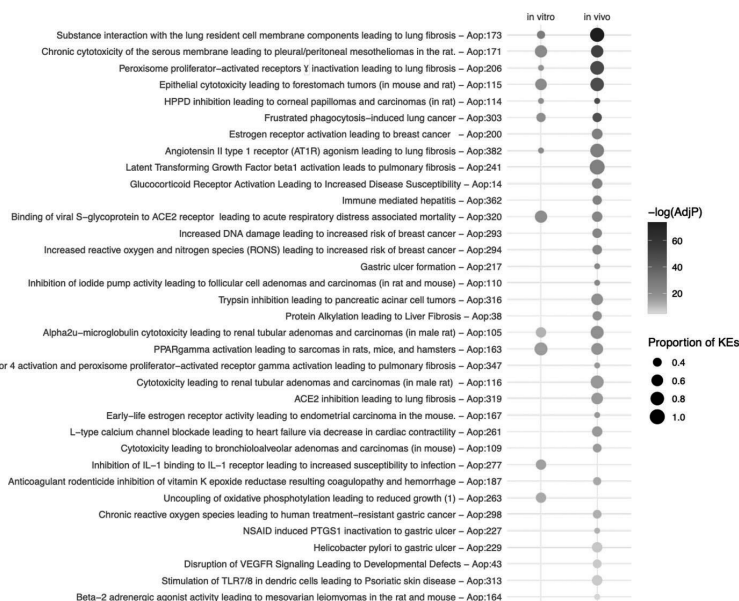 in vitro in vivo
Substance interaction with the lung resident cell membrane components leading to lung fibrosis – Aop:173
Chronic cytotoxicity of the serous membrane leading to pleural/peritoneal mesotheliomas in the rat. – Aop:171
Peroxisome proliferator–activated receptors ɣ inactivation leading to lung fibrosis – Aop:206
Epithelial cytotoxicity leading to forestomach tumors (in mouse and rat) – Aop:115
HPPD inhibition leading to corneal papillomas and carcinomas (in rat) – Aop:114
Frustrated phagocytosis–induced lung cancer – Aop:303
Estrogen receptor activation leading to breast cancer – Aop:200
Angiotensin II type 1 receptor (AT1R) agonism leading to lung fibrosis – Aop:382
Latent Transforming Growth Factor beta1 activation leads to pulmonary fibrosis – Aop:241
Glucocorticoid Receptor Activation Leading to Increased Disease Susceptibility – Aop:14
Immune mediated hepatitis – Aop:362
Binding of viral S–glycoprotein to ACE2 receptor leading to acute respiratory distress associated mortality – Aop:320
Increased DNA damage leading to increased risk of breast cancer – Aop:293
Increased reactive oxygen and nitrogen species (RONS) leading to increased risk of breast cancer – Aop:294
Gastric ulcer formation – Aop:217
Inhibition of iodide pump activity leading to follicular cell adenomas and carcinomas (in rat and mouse) – Aop:110
Trypsin inhibition leading to pancreatic acinar cell tumors – Aop:316
Protein Alkylation leading to Liver Fibrosis – Aop:38
Alpha2u–microglobulin cytotoxicity leading to renal tubular adenomas and carcinomas (in male rat) – Aop:105
PPARgamma activation leading to sarcomas in rats, mice, and hamsters – Aop:163
or 4 activation and peroxisome proliferator–activated receptor gamma activation leading to pulmonary fibrosis – Aop:347
Cytotoxicity leading to renal tubular adenomas and carcinomas (in male rat) – Aop:116
ACE2 inhibition leading to lung fibrosis – Aop:319
Early–life estrogen receptor activity leading to endometrial carcinoma in the mouse. – Aop:167
L–type calcium channel blockade leading to heart failure via decrease in cardiac contractility – Aop:261
Cytotoxicity leading to bronchioloalveolar adenomas and carcinomas (in mouse) – Aop:109
Inhibition of IL–1 binding to IL–1 receptor leading to increased susceptibility to infection – Aop:277
Anticoagulant rodenticide inhibition of vitamin K epoxide reductase resulting coagulopathy and hemorrhage – Aop:187
Uncoupling of oxidative phosphotylation leading to reduced growth (1) – Aop:263
Chronic reactive oxygen species leading to human treatment–resistant gastric cancer – Aop:298
NSAID induced PTGS1 inactivation to gastric ulcer – Aop:227
Helicobacter pylori to gastric ulcer – Aop:229
Disruption of VEGFR Signaling Leading to Developmental Defects – Aop:43
Stimulation of TLR7/8 in dendric cells leading to Psoriatic skin disease – Aop:313
Beta–2 adrenergic agonist activity leading to mesovarian leiomyomas in the rat and mouse – Aop:164
–log(AdjP)
60
40
20
Proportion of KEs
0.4
0.6
0.8
1.0